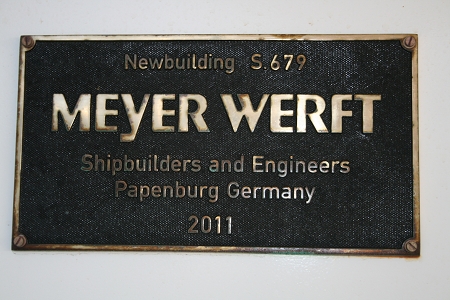 Newbuilding S.679
MEYER WERFT
Shipbuilders and Engineers
Papenburg Germany
2011